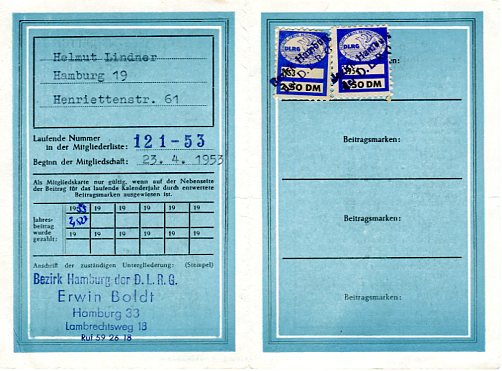 Helmut Lindner
Hamburg 19
Henriettenstr. 61
Laufende Nummer
in der Mitgliederliste: 121-53
Beginn der Mitgliedschaft: 23. 4. 1953
Als Mitgliedskarte nur gültig, wenn auf der Nebenseite
der Beitrag für das laufende Kalenderjahr durch entwertete
Beitragsmarken ausgewiesen ist.
1953 19 19 19 19 19
Jahres-
beitrag
wurde
gezahlt:
19 19 19 19 19 19
Anschrift der zuständigen Untergliederung: (Stempel)
Bezirk Hamburg der D.L.R.G.
Erwin Boldt
Hamburg 33
Lambrechtsweg 13
Ruf 59 26 18
DLRG DLRG
2,50 DM 2,50 DM
Beitragsmarken:
Beitragsmarken:
Beitragsmarken: